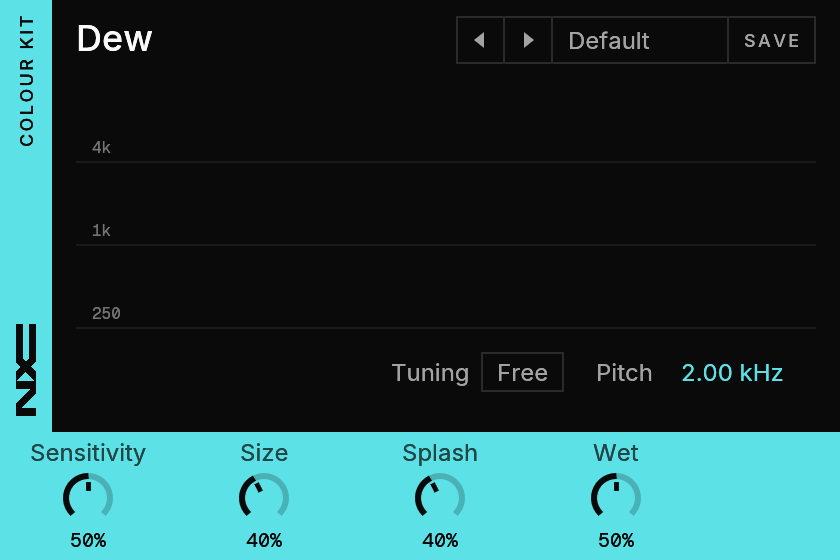 COLOUR KIT
NXE
Dew
Default
SAVE
4k
1k
250
Tuning Free Pitch 2.00 kHz
Sensitivity Size Splash Wet
50% 40% 40% 50%